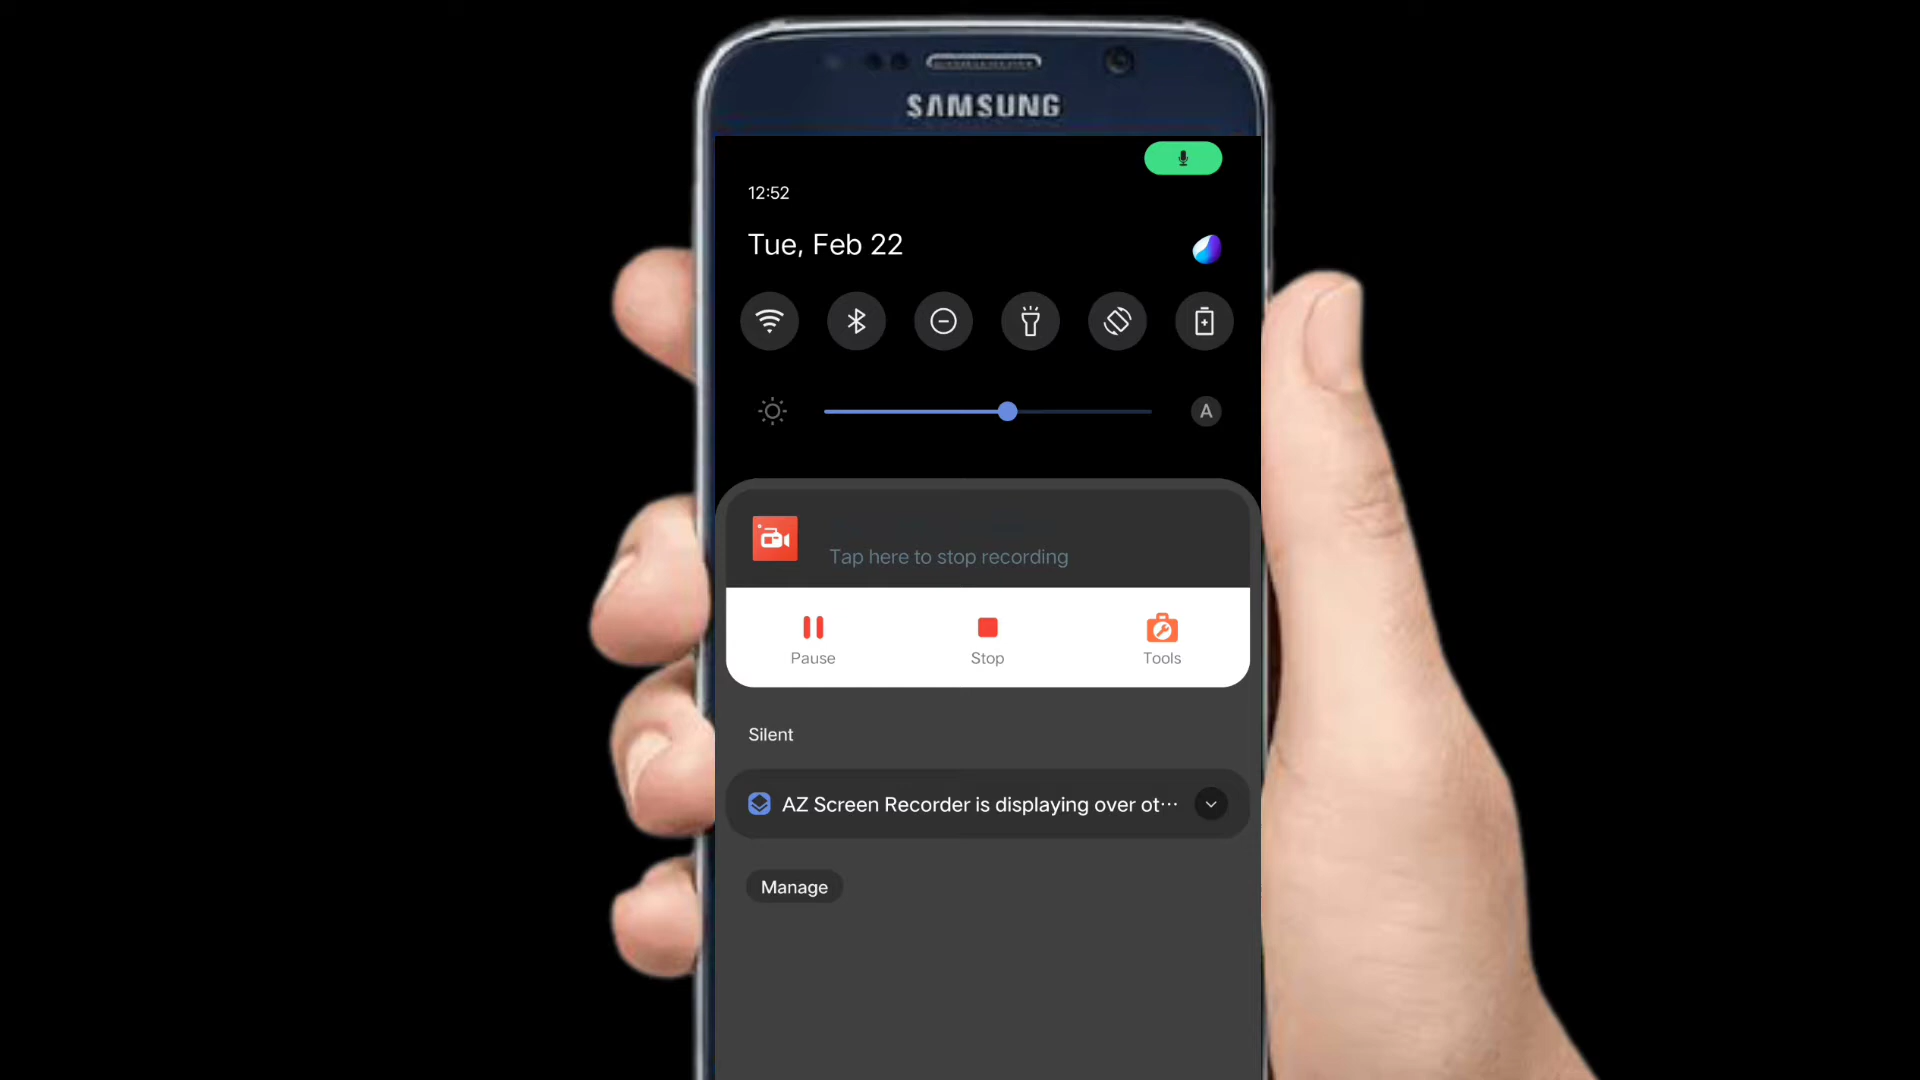 SAMSUNG
12:52
Tue, Feb 22
A
Tap here to stop recording
Pause
Stop
Tools
Silent
AZ Screen Recorder is displaying over ot···
Manage